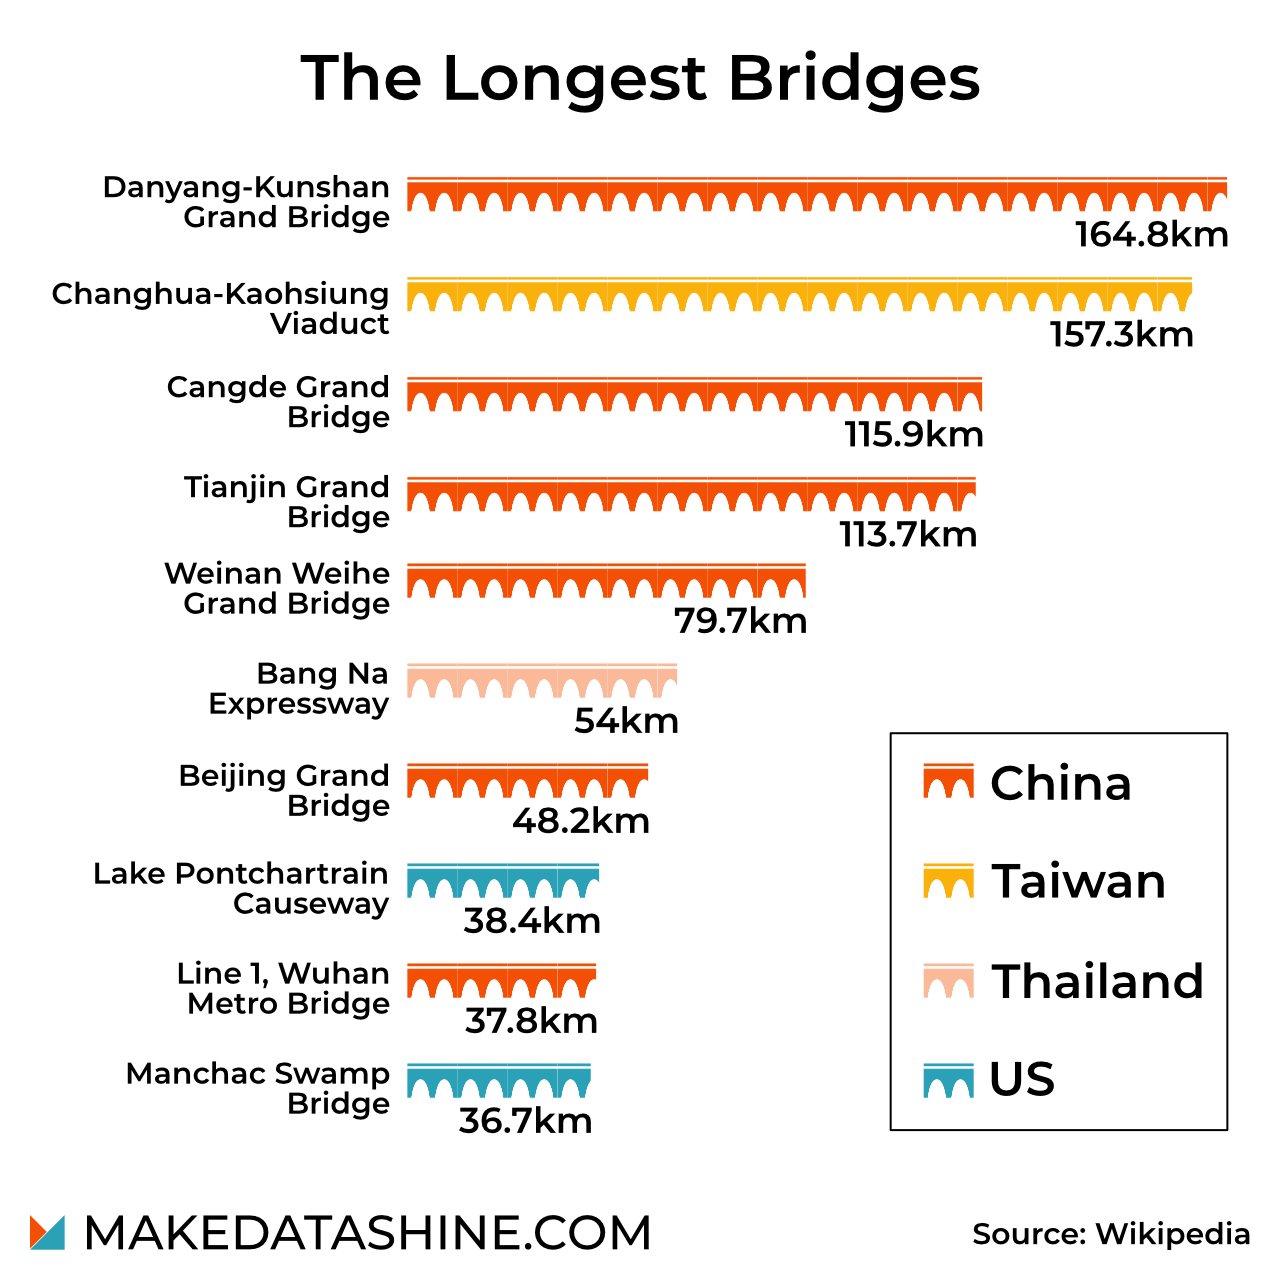 The Longest Bridges
Danyang-Kunshan
Grand Bridge
164.8km
Changhua-Kaohsiung
Viaduct
157.3km
Cangde Grand
Bridge
115.9km
Tianjin Grand
Bridge
113.7km
Weinan Weihe
Grand Bridge
79.7km
Bang Na
Expressway
54km
Beijing Grand
Bridge
48.2km
Lake Pontchartrain
Causeway
38.4km
Line 1, Wuhan
Metro Bridge
37.8km
Manchac Swamp
Bridge
36.7km
China
Taiwan
Thailand
US
MAKEDATASHINE.COM
Source: Wikipedia